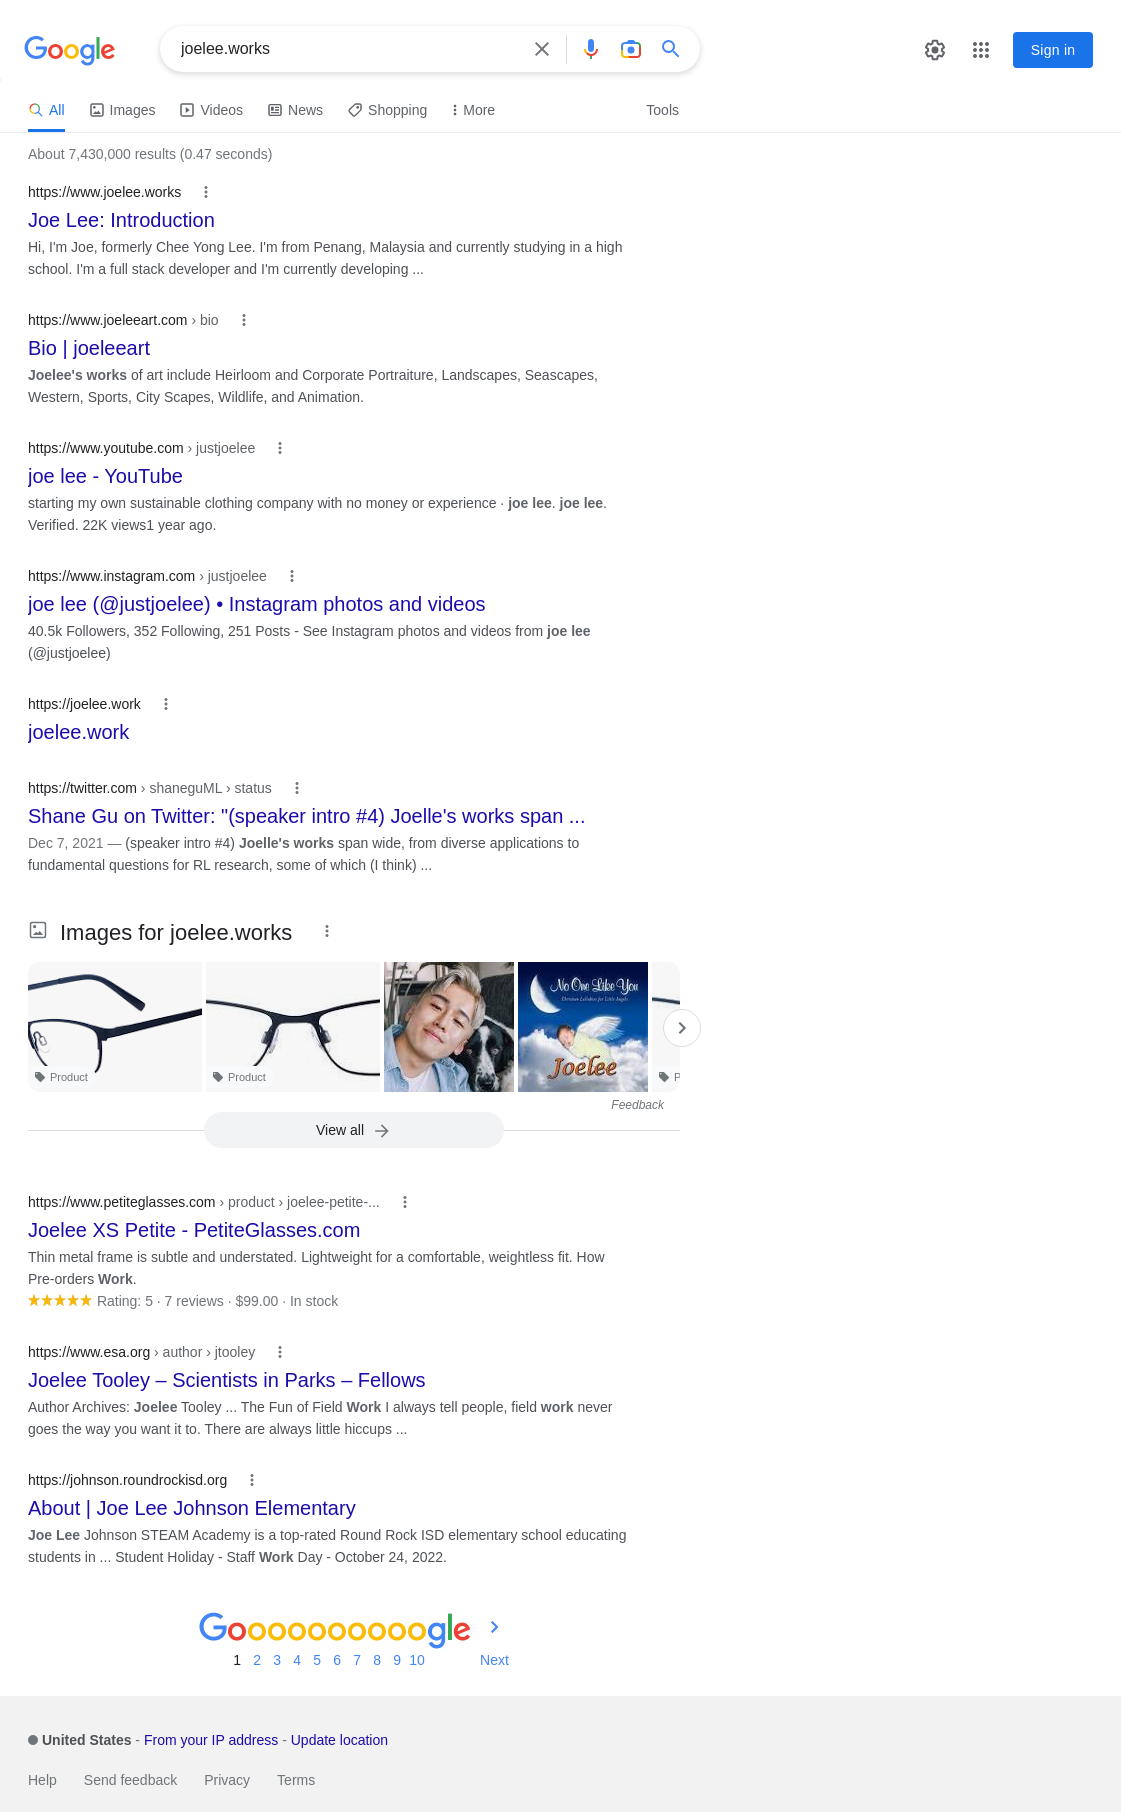 Google
joelee.works
Sign in
All
Images
Videos
News
Shopping
More
Tools
About 7,430,000 results (0.47 seconds)
https://www.joelee.works
Joe Lee: Introduction
Hi, I'm Joe, formerly Chee Yong Lee. I'm from Penang, Malaysia and currently studying in a high
school. I'm a full stack developer and I'm currently developing ...
https://www.joeleeart.com › bio
Bio | joeleeart
Joelee's works of art include Heirloom and Corporate Portraiture, Landscapes, Seascapes,
Western, Sports, City Scapes, Wildlife, and Animation.
https://www.youtube.com › justjoelee
joe lee - YouTube
starting my own sustainable clothing company with no money or experience · joe lee. joe lee.
Verified. 22K views1 year ago.
https://www.instagram.com › justjoelee
joe lee (@justjoelee) • Instagram photos and videos
40.5k Followers, 352 Following, 251 Posts - See Instagram photos and videos from joe lee
(@justjoelee)
https://joelee.work
joelee.work
https://twitter.com › shaneguML › status
Shane Gu on Twitter: "(speaker intro #4) Joelle's works span ...
Dec 7, 2021 — (speaker intro #4) Joelle's works span wide, from diverse applications to
fundamental questions for RL research, some of which (I think) ...
Images for joelee.works
No One Like You
Christian Lullabies for Little Angels
Joelee
Product
Product
P
Feedback
View all
https://www.petiteglasses.com › product › joelee-petite-...
Joelee XS Petite - PetiteGlasses.com
Thin metal frame is subtle and understated. Lightweight for a comfortable, weightless fit. How
Pre-orders Work.
Rating: 5 · 7 reviews · $99.00 · In stock
https://www.esa.org › author › jtooley
Joelee Tooley – Scientists in Parks – Fellows
Author Archives: Joelee Tooley ... The Fun of Field Work I always tell people, field work never
goes the way you want it to. There are always little hiccups ...
https://johnson.roundrockisd.org
About | Joe Lee Johnson Elementary
Joe Lee Johnson STEAM Academy is a top-rated Round Rock ISD elementary school educating
students in ... Student Holiday - Staff Work Day - October 24, 2022.
Goooooooooogle
1 2 3 4 5 6 7 8 9 10 Next
United States - From your IP address - Update location
Help Send feedback Privacy Terms